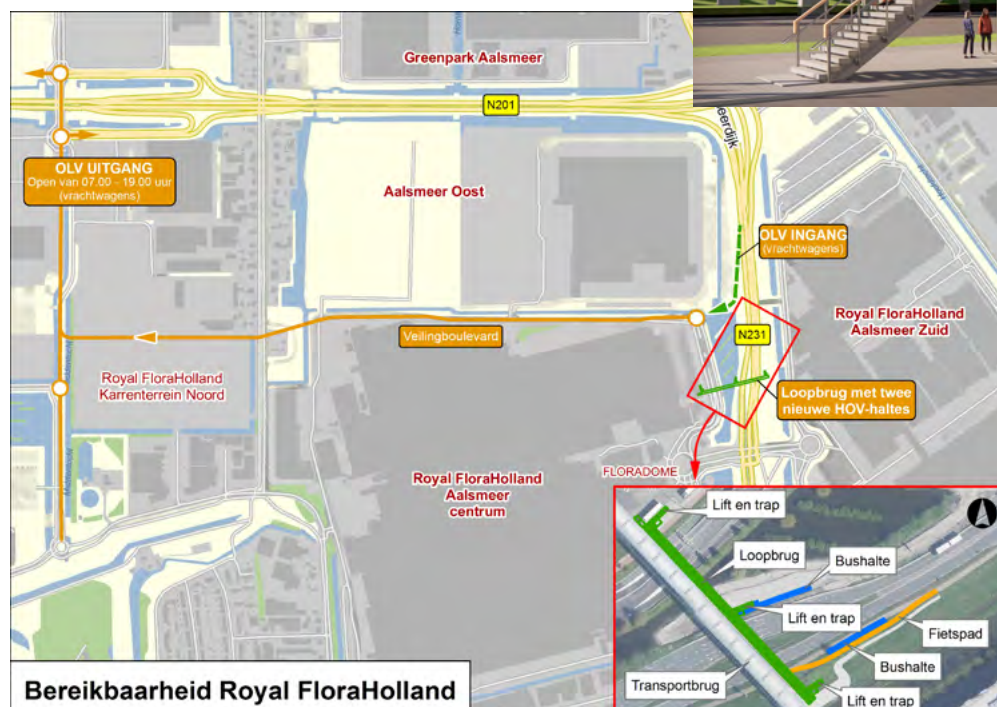 Greenpark Aalsmeer
N201
OLV UITGANG
Open van 07.00 - 19.00 uur
(vrachtwagens)
Aalsmeer Oost
OLV INGANG
(vrachtwagens)
Royal FloraHolland
Aalsmeer Zuid
N231
Veilingboulevard
Royal FloraHolland
Karrenterrein Noord
Loopbrug met twee
nieuwe HOV-haltes
FLORADOME
Royal FloraHolland
Aalsmeer
centrum
Lift en trap
Loopbrug
Bushalte
Lift en trap
Fietspad
Bushalte
Transportbrug
Lift en trap
Bereikbaarheid Royal FloraHolland